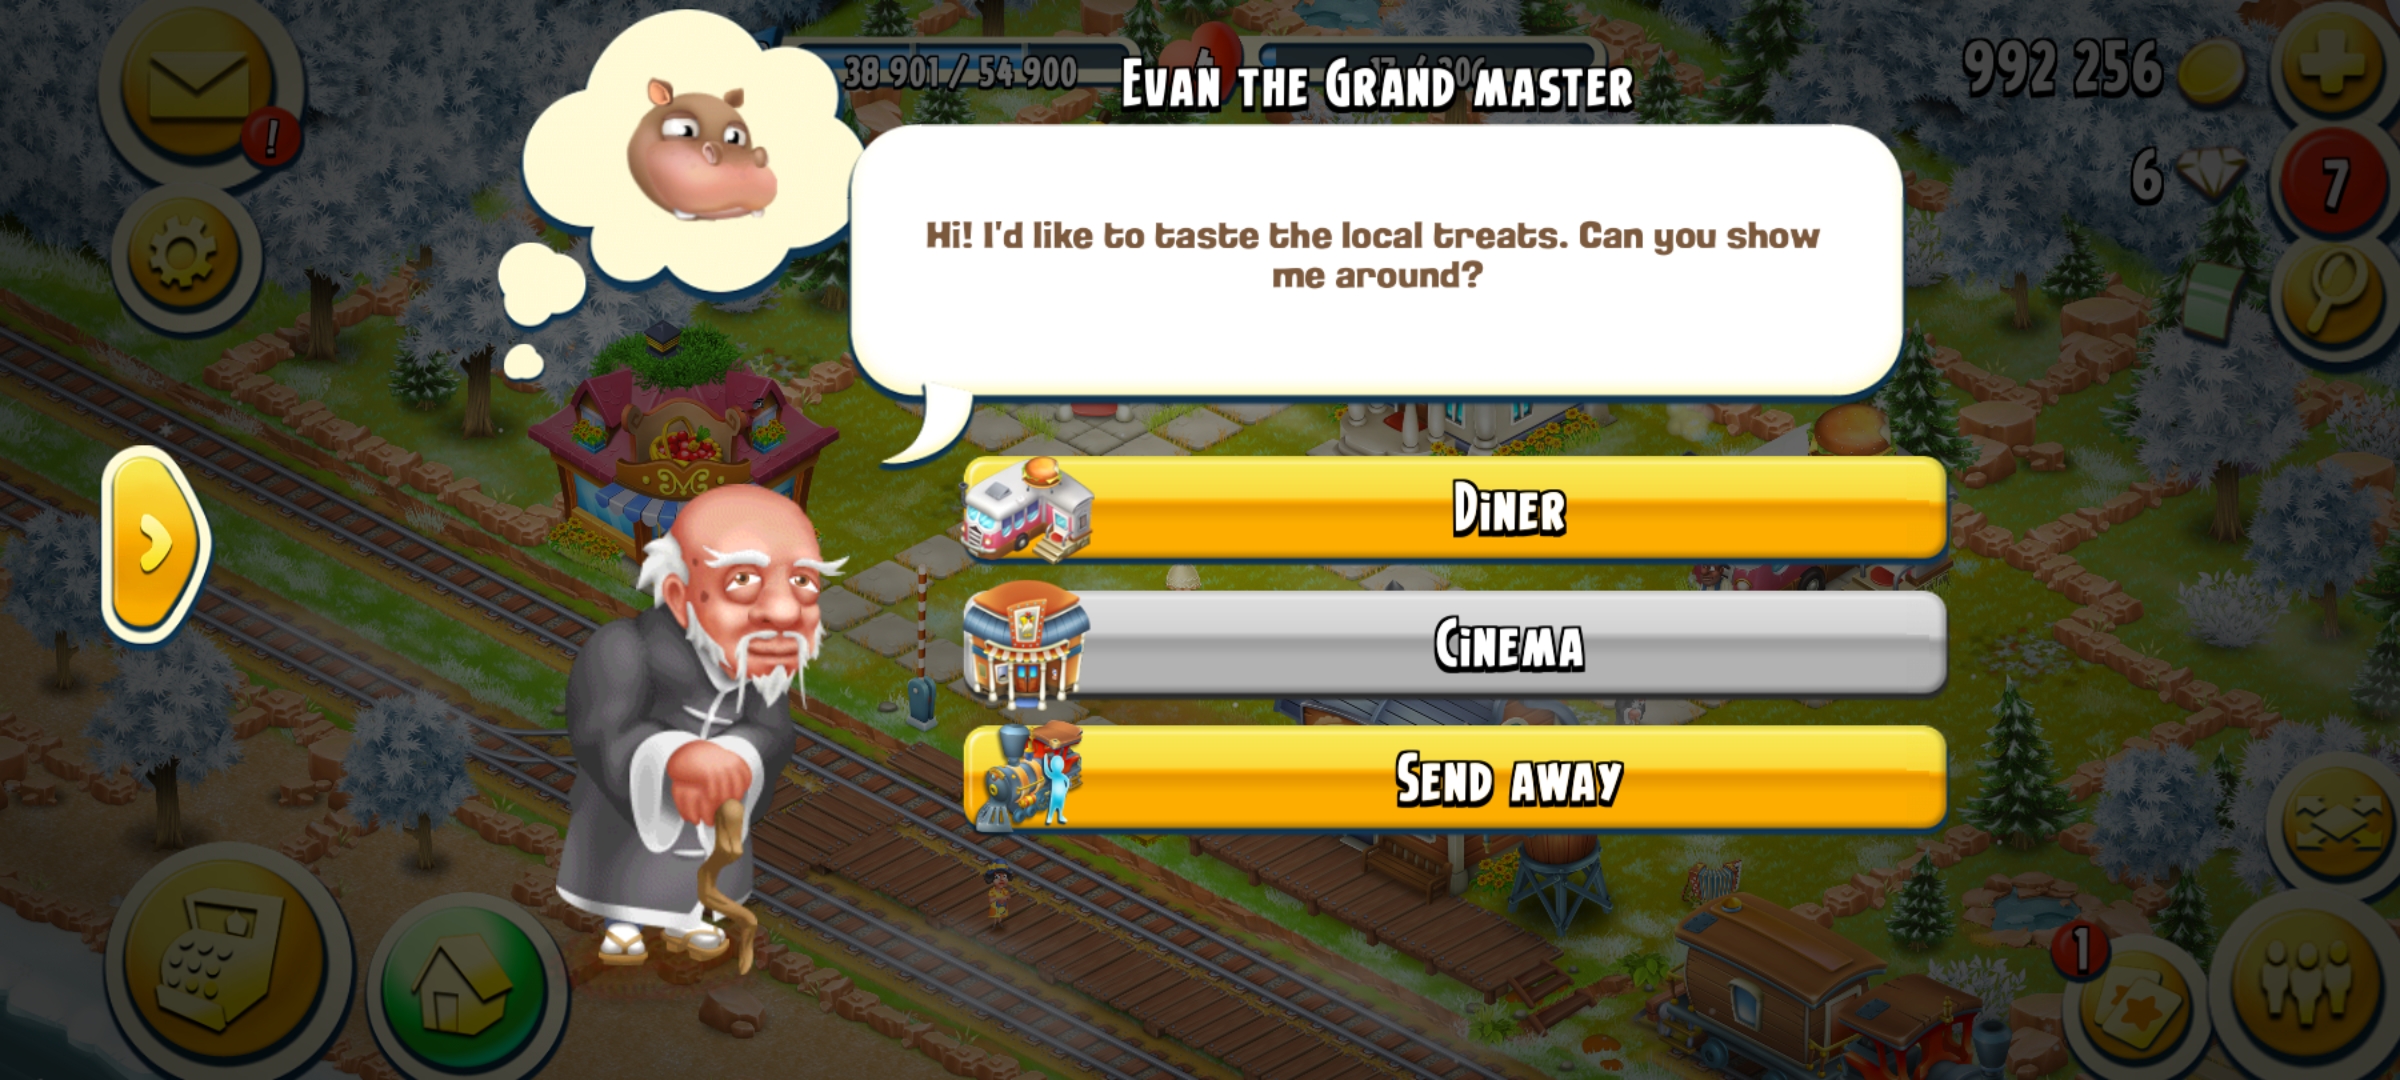 38 901 / 54 900
4
EVAN THE GRAND MASTER
992 256
!
6
7
Hi! I'd like to taste the local treats. Can you show
me around?
DINER
CINEMA
SEND AWAY
1